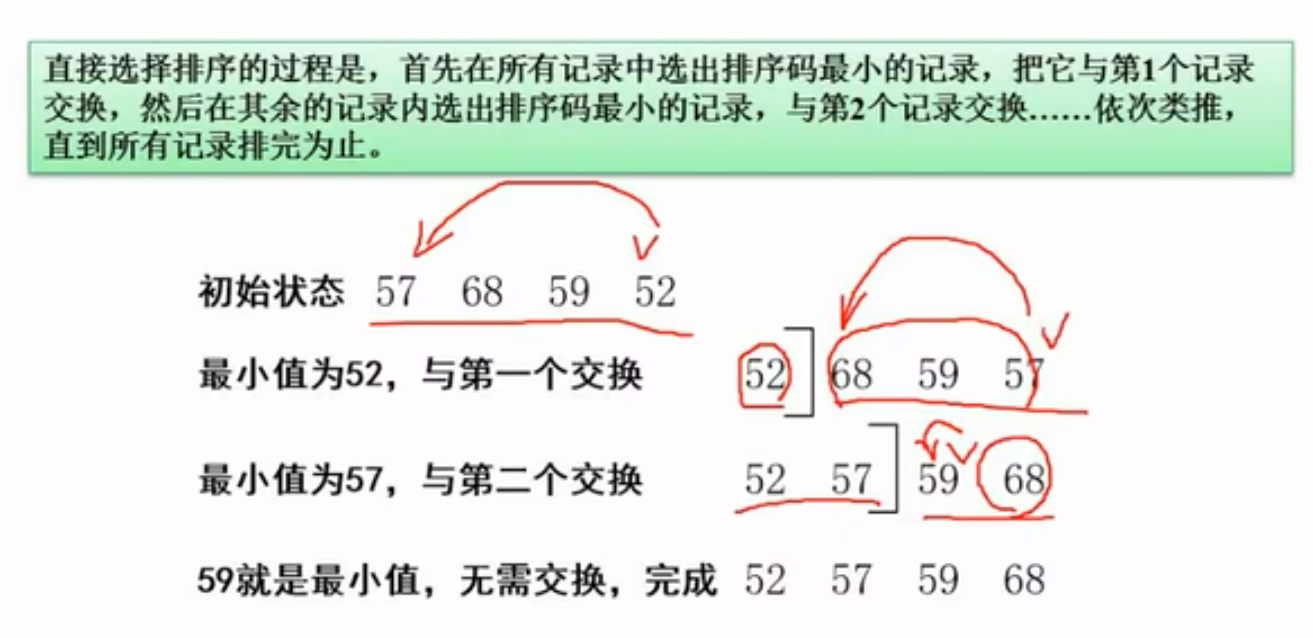 直接选择排序的过程是，首先在所有记录中选出排序码最小的记录，把它与第1个记录
交换，然后在其余的记录内选出排序码最小的记录，与第2个记录交换……依次类推，
直到所有记录排完为止。
初始状态 57 68 59 52
最小值为52，与第一个交换 52 ] 68 59 57
最小值为57，与第二个交换 52 57 ] 59 68
59就是最小值，无需交换，完成 52 57 59 68